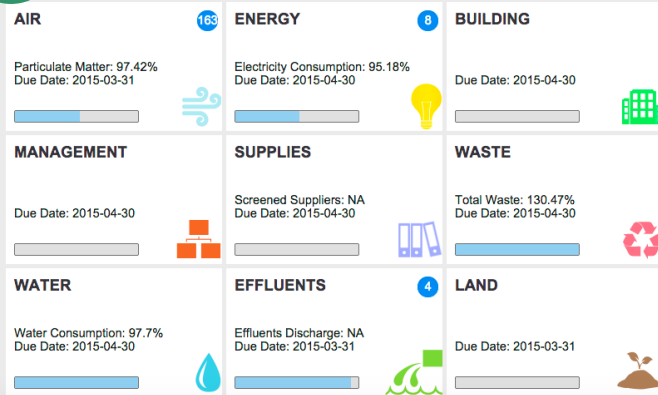 AIR
163
Particulate Matter: 97.42%
Due Date: 2015-03-31
ENERGY
8
Electricity Consumption: 95.18%
Due Date: 2015-04-30
BUILDING
Due Date: 2015-04-30
MANAGEMENT
Due Date: 2015-04-30
SUPPLIES
Screened Suppliers: NA
Due Date: 2015-04-30
WASTE
Total Waste: 130.47%
Due Date: 2015-04-30
WATER
Water Consumption: 97.7%
Due Date: 2015-04-30
EFFLUENTS
4
Effluents Discharge: NA
Due Date: 2015-03-31
LAND
Due Date: 2015-03-31